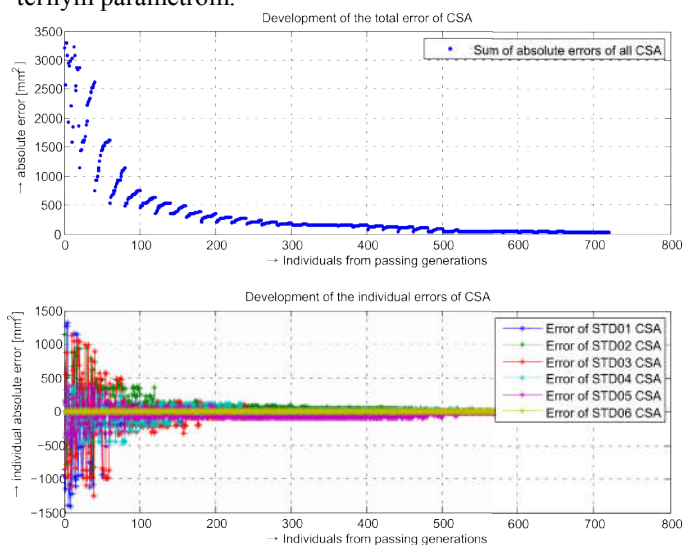 ternym parametrom.
Development of the total error of CSA
→ absolute error [mm²]
3500
3000
2500
2000
1500
1000
500
0
Sum of absolute errors of all CSA
0 100 200 300 400 500 600 700 800
→ Individuals from passing generations
Development of the individual errors of CSA
→ individual absolute error [mm²]
1500
1000
500
0
−500
−1000
−1500
Error of STD01 CSA
Error of STD02 CSA
Error of STD03 CSA
Error of STD04 CSA
Error of STD05 CSA
Error of STD06 CSA
0 100 200 300 400 500 600 700 800
→ Individuals from passing generations